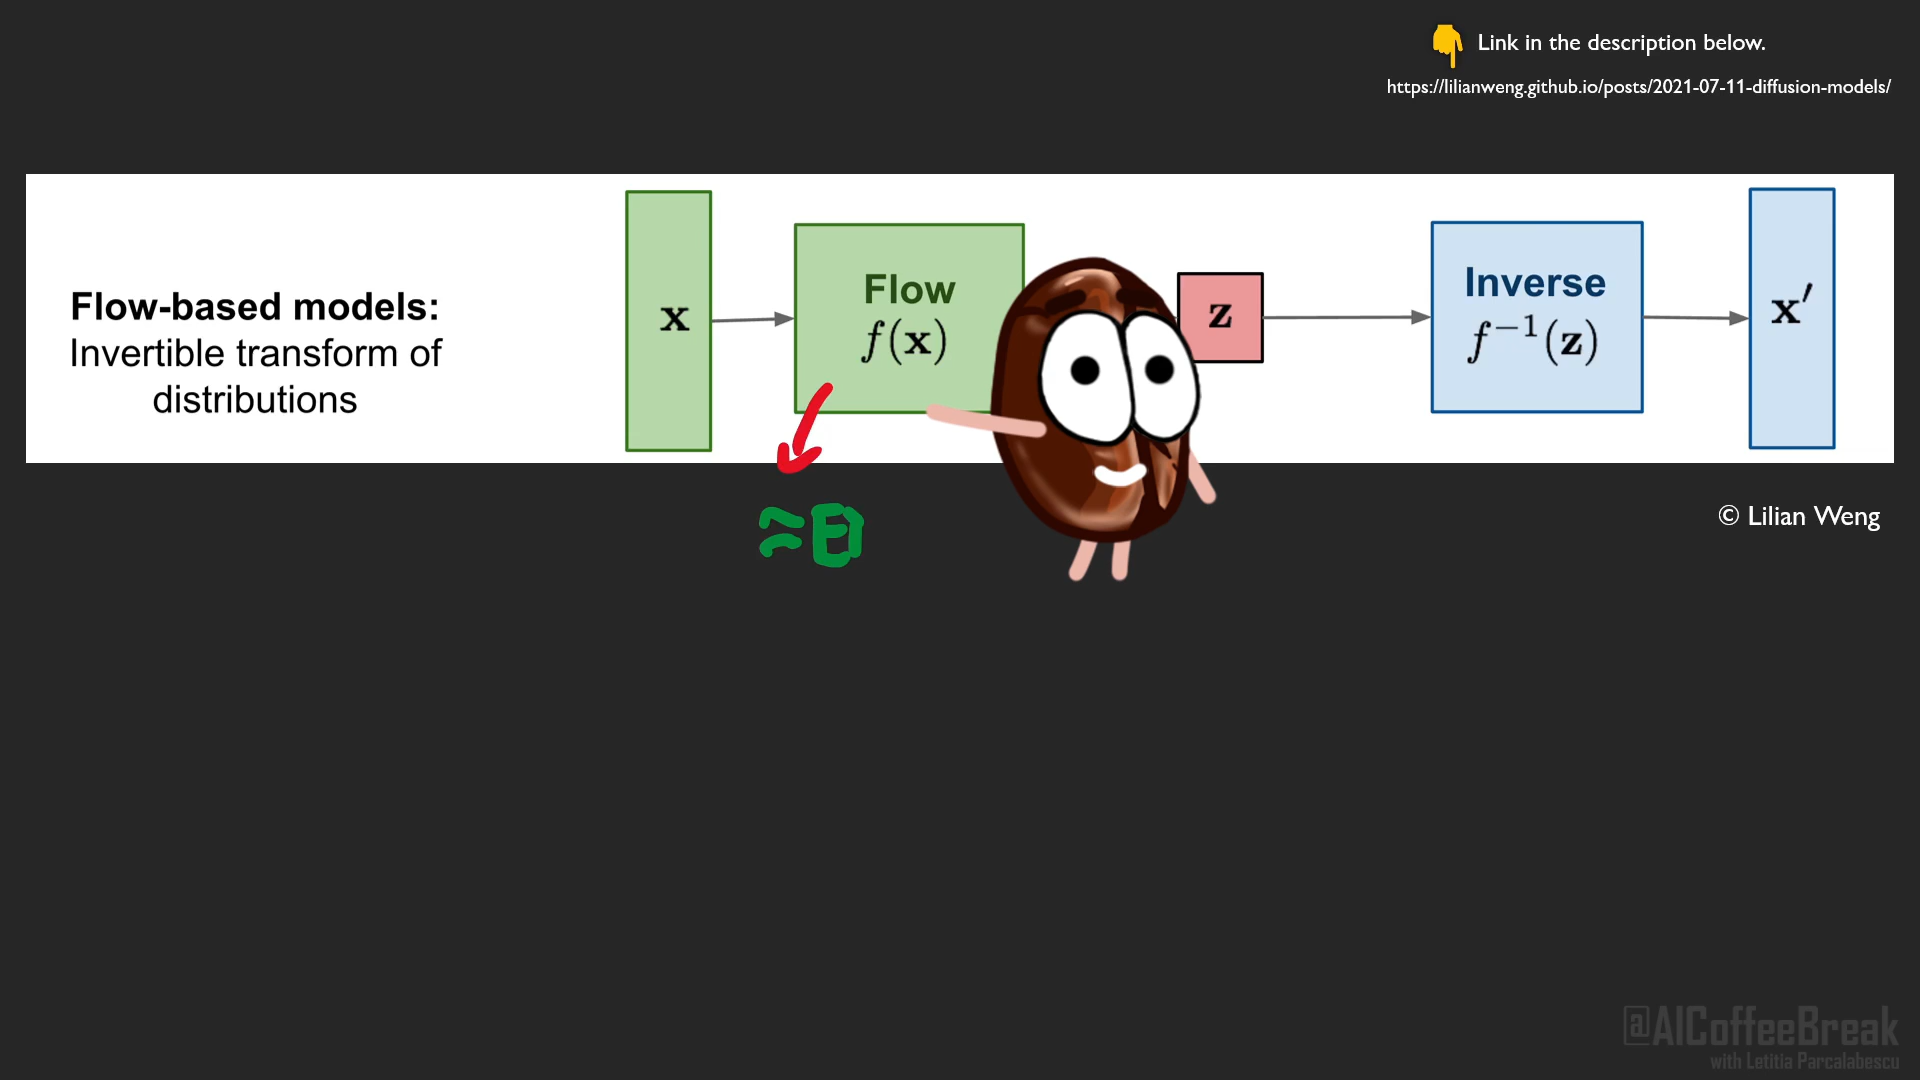 Link in the description below.
https://lilianweng.github.io/posts/2021-07-11-diffusion-models/
Flow-based models:
Invertible transform of
distributions
x
Flow
f(x)
z
Inverse
f⁻¹(z)
x′
© Lilian Weng
@AICoffeeBreak
with Letitia Parcalabescu